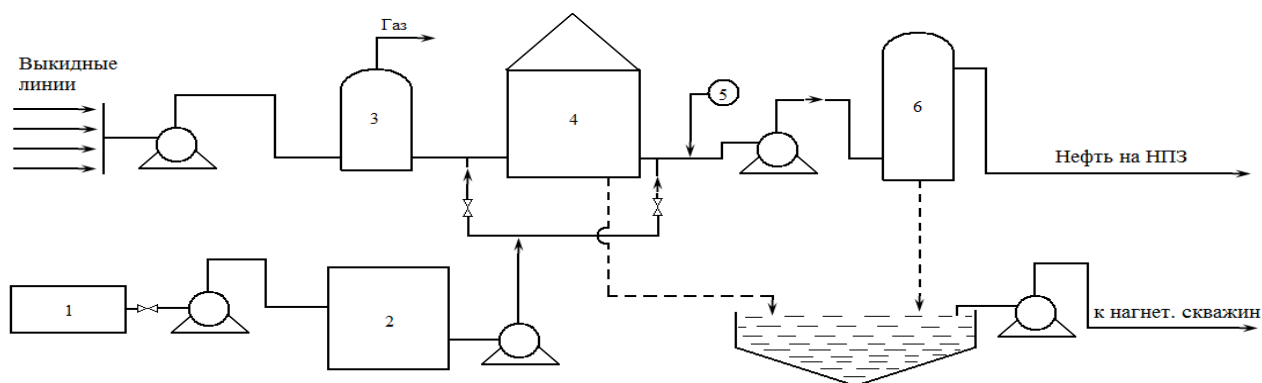 Газ
Выкидные
линии
3
4
5
6
Нефть на НПЗ
1
2
к нагнет. скважин